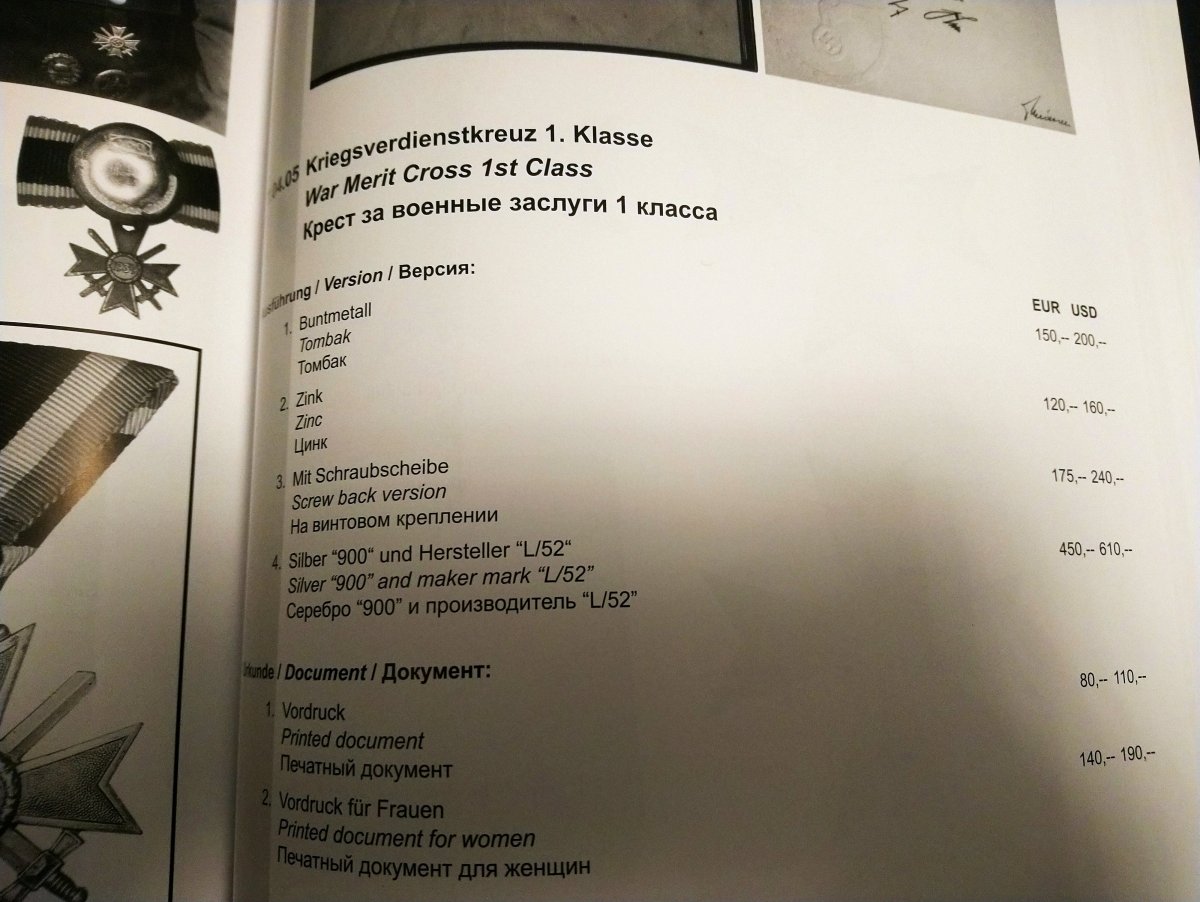 04.05 Kriegsverdienstkreuz 1. Klasse
War Merit Cross 1st Class
Крест за военные заслуги 1 класса
usführung / Version / Версия:
EUR USD
1. Buntmetall 150,-- 200,--
Tombak
Томбак
2. Zink 120,-- 160,--
Zinc
Цинк
3. Mit Schraubscheibe 175,-- 240,--
Screw back version
На винтовом креплении
4. Silber “900“ und Hersteller “L/52“ 450,-- 610,--
Silver “900” and maker mark “L/52”
Серебро “900” и производитель “L/52”
rkunde / Document / Документ:
1. Vordruck 80,-- 110,--
Printed document
Печатный документ
2. Vordruck für Frauen 140,-- 190,--
Printed document for women
Печатный документ для женщин